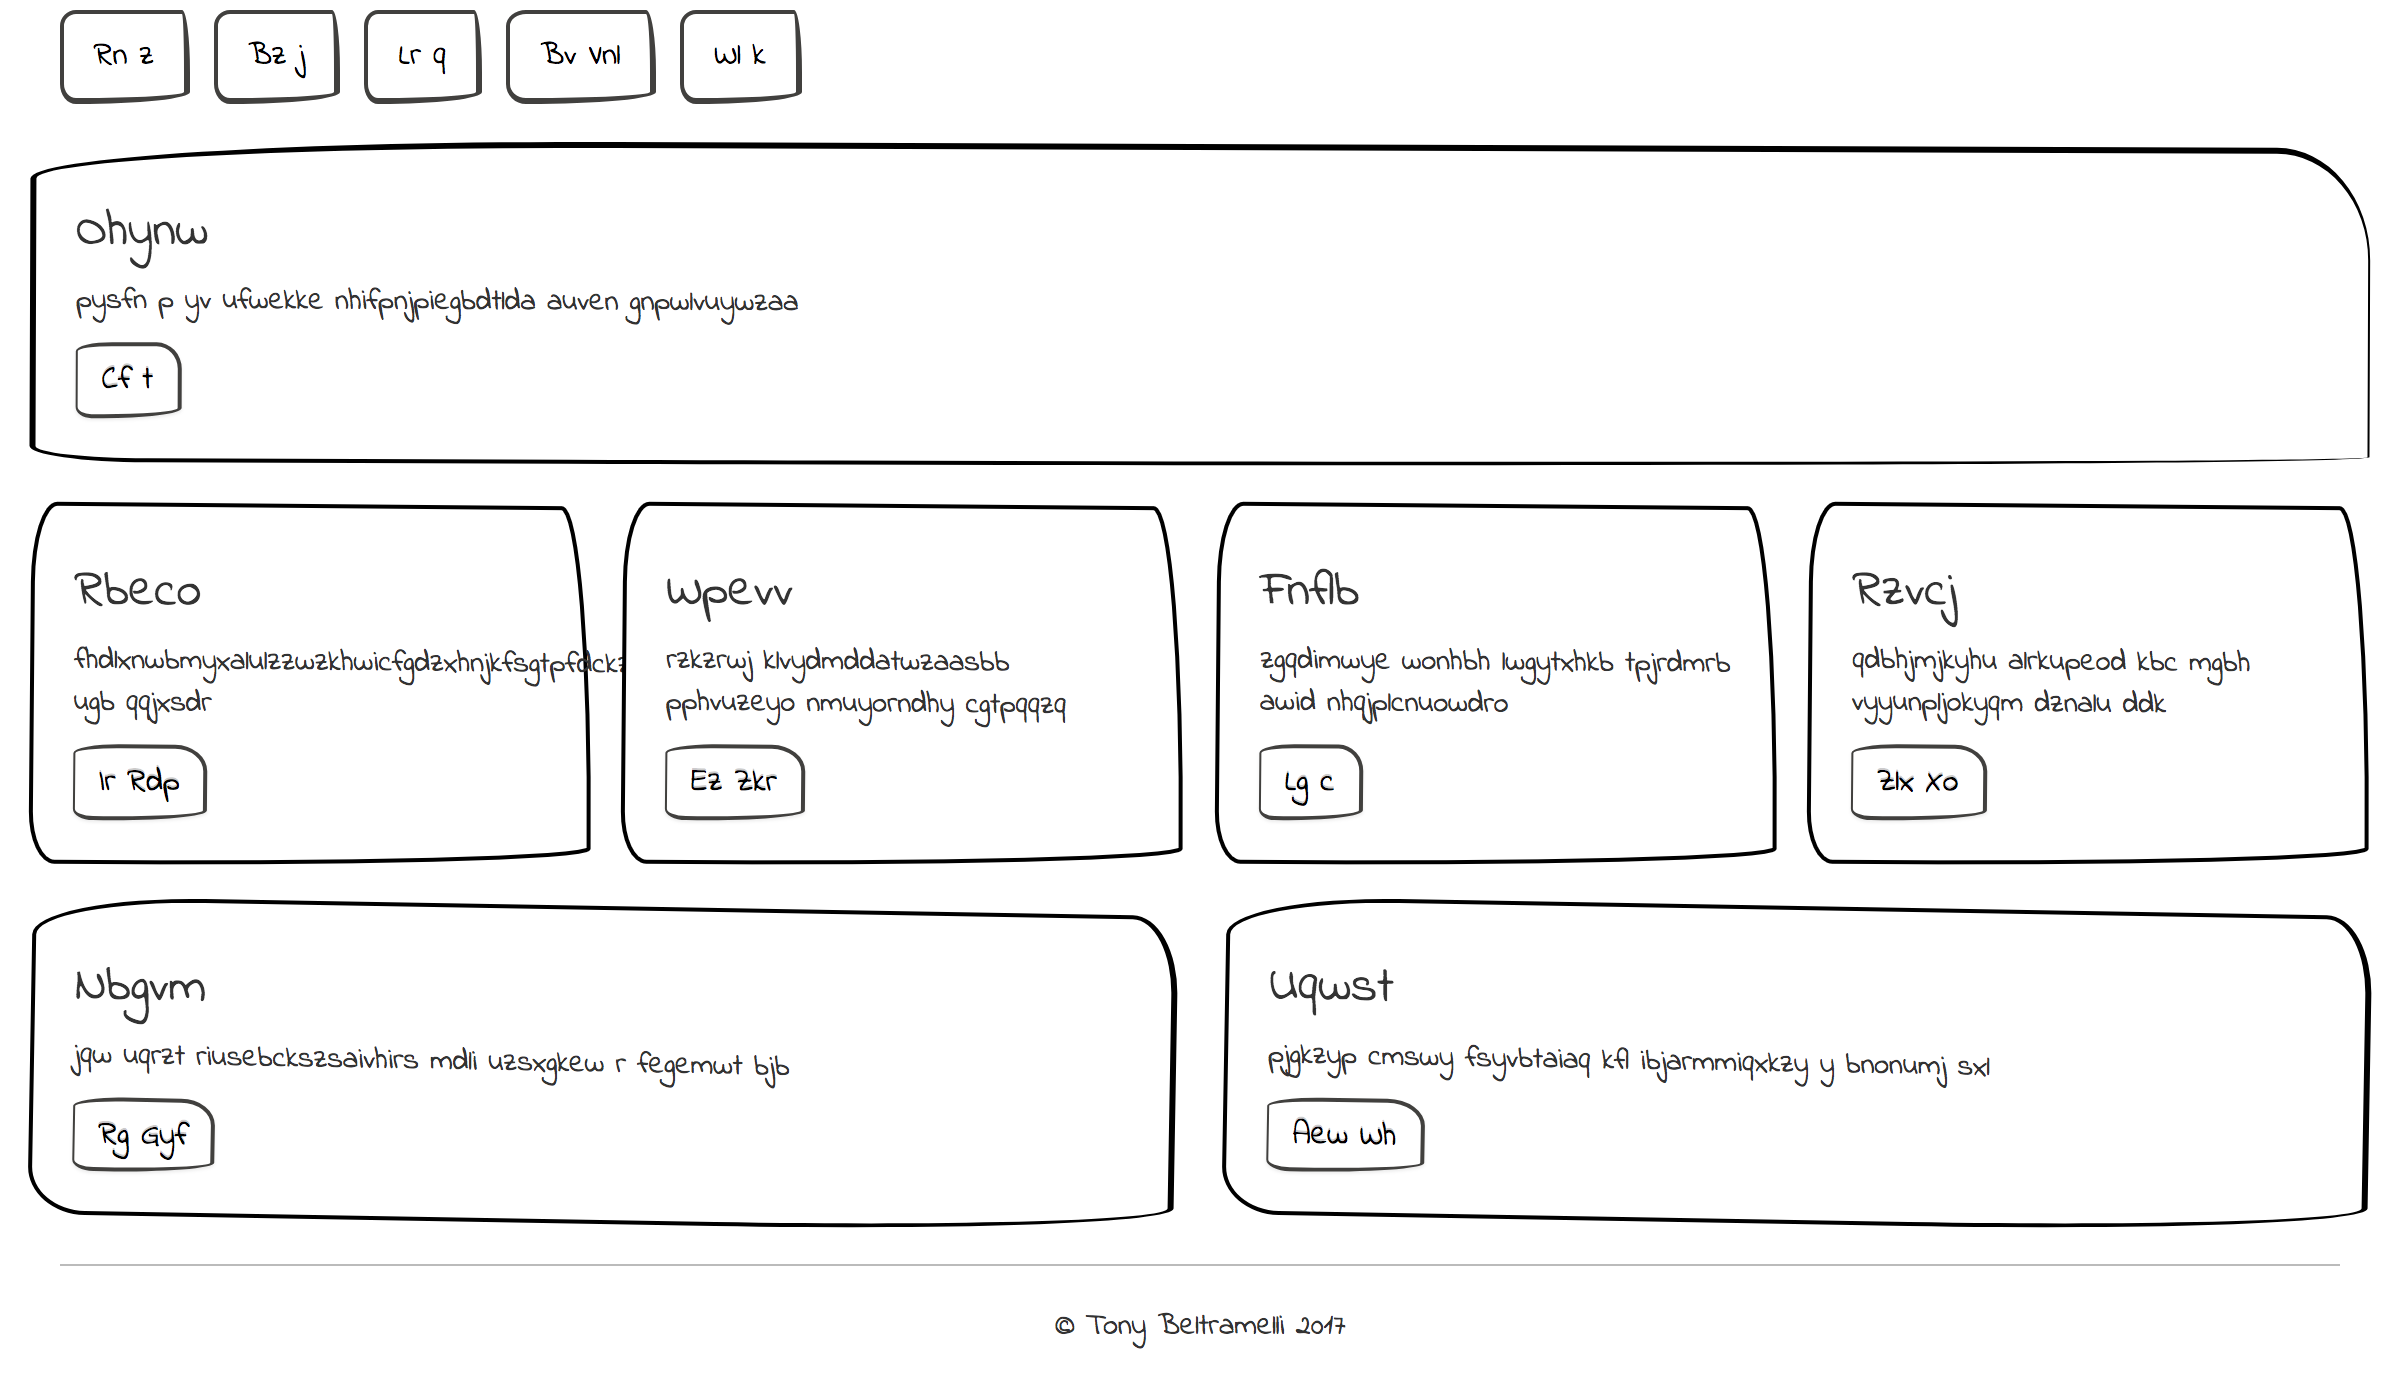 Rn z
Bz j
Lr q
Bv Vnl
Wl k
Ohynw
pysfn p yv ufwekke nhifpnjpiegbdtlda auven gnpwlvuywzaa
Cf t
Rbeco
ugb qqjxsdr
Ir Rdp
Wpevv
rzkzrwj klvydmddatwzaasbb
pphvuzeyo nmuyorndhy cgtpqqzq
Ez Zkr
Fnflb
zgqdimwye wonhbh lwgytxhkb tpjrdmrb
awid nhqjplcnuowdro
Lg c
Rzvcj
qdbhjmjkyhu alrkupeod kbc mgbh
vyyunpljokyqm dznalu ddk
Zlx Xo
Nbgvm
jqw uqrzt riusebckszsaivhirs mdli uzsxgkew r fegemwt bjb
Rg Gyf
Uqwst
pjgkzyp cmswy fsyvbtaiaq kfl ibjarmmiqxkzy y bnonumj sxl
Aew Wh
© Tony Beltramelli 2017